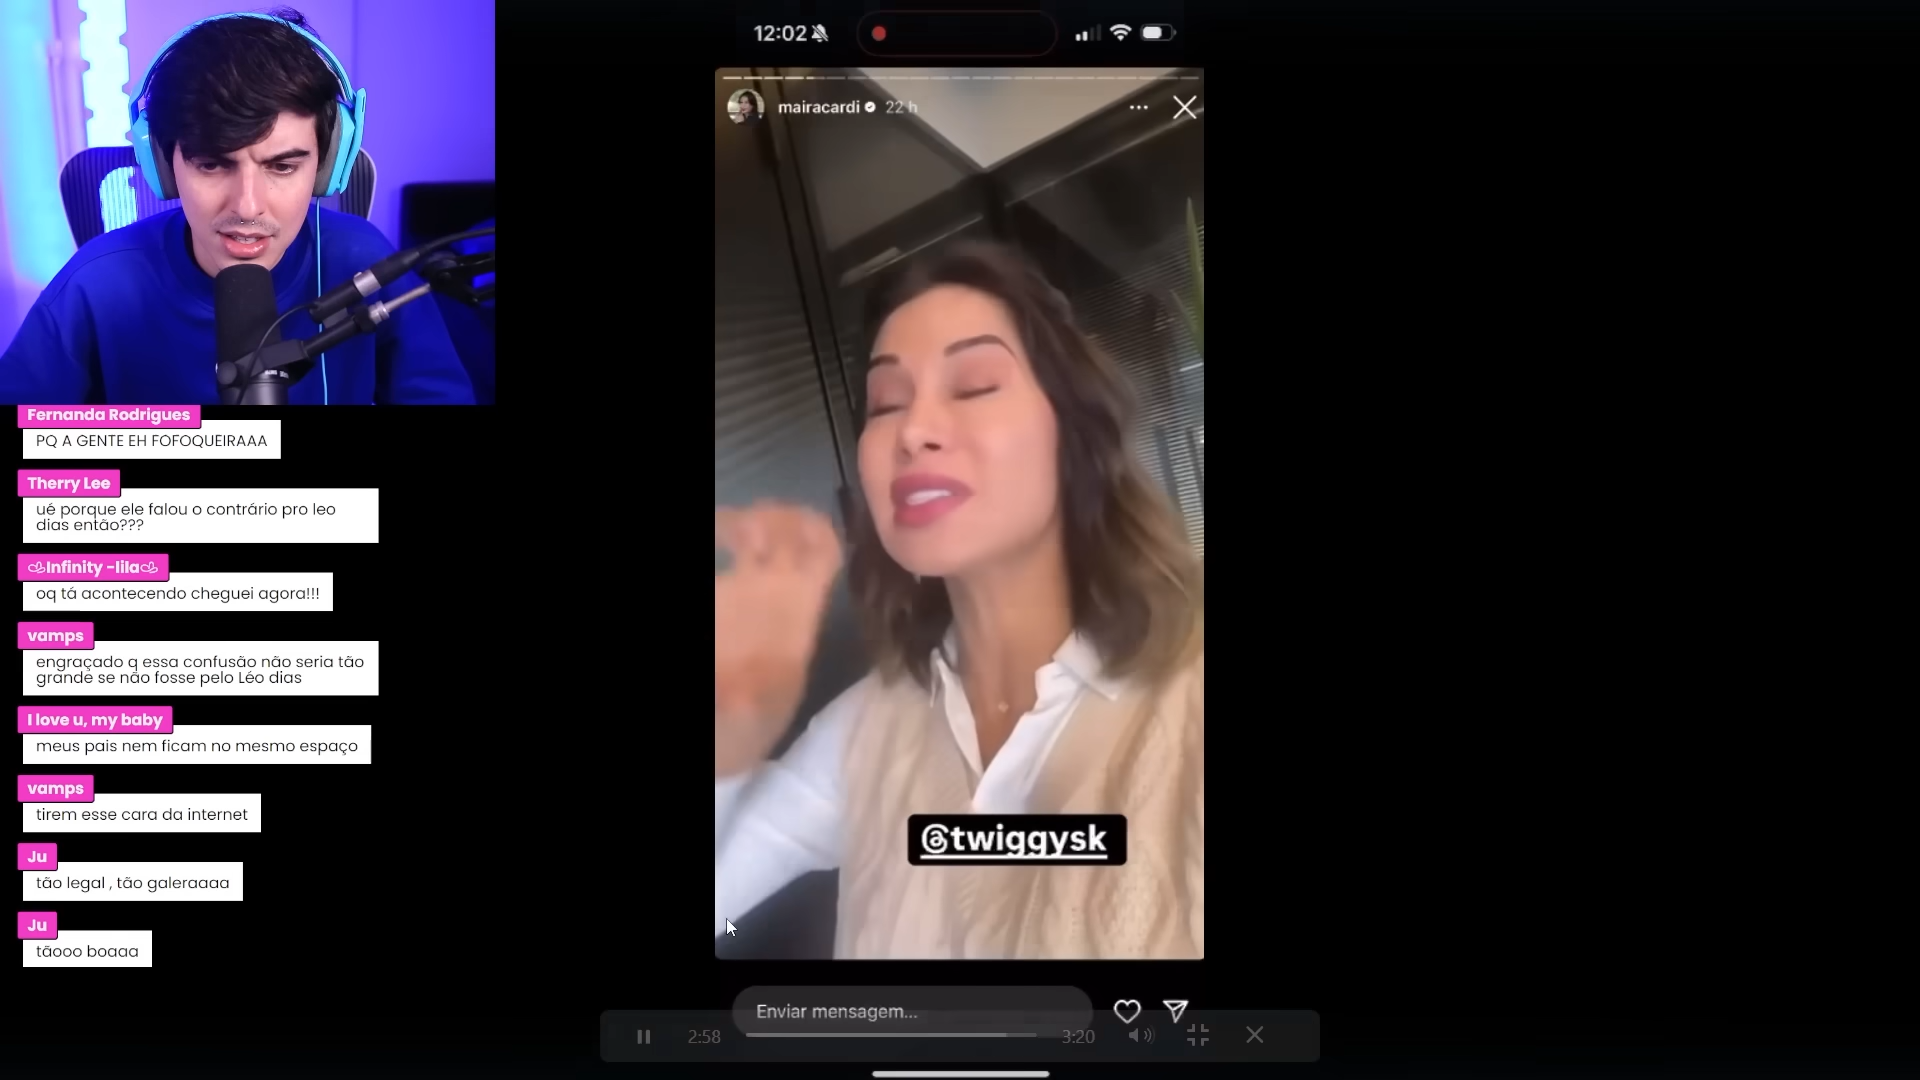 12:02
mairacardi 22 h
@twiggysk
Enviar mensagem...
2:58
3:20
Fernanda Rodrigues
PQ A GENTE EH FOFOQUEIRAAA
Therry Lee
ué porque ele falou o contrário pro leo
dias então???
Infinity -lila
oq tá acontecendo cheguei agora!!!
vamps
engraçado q essa confusão não seria tão
grande se não fosse pelo Léo dias
I love u, my baby
meus pais nem ficam no mesmo espaço
vamps
tirem esse cara da internet
Ju
tão legal , tão galeraaaa
Ju
tãooo boaaa